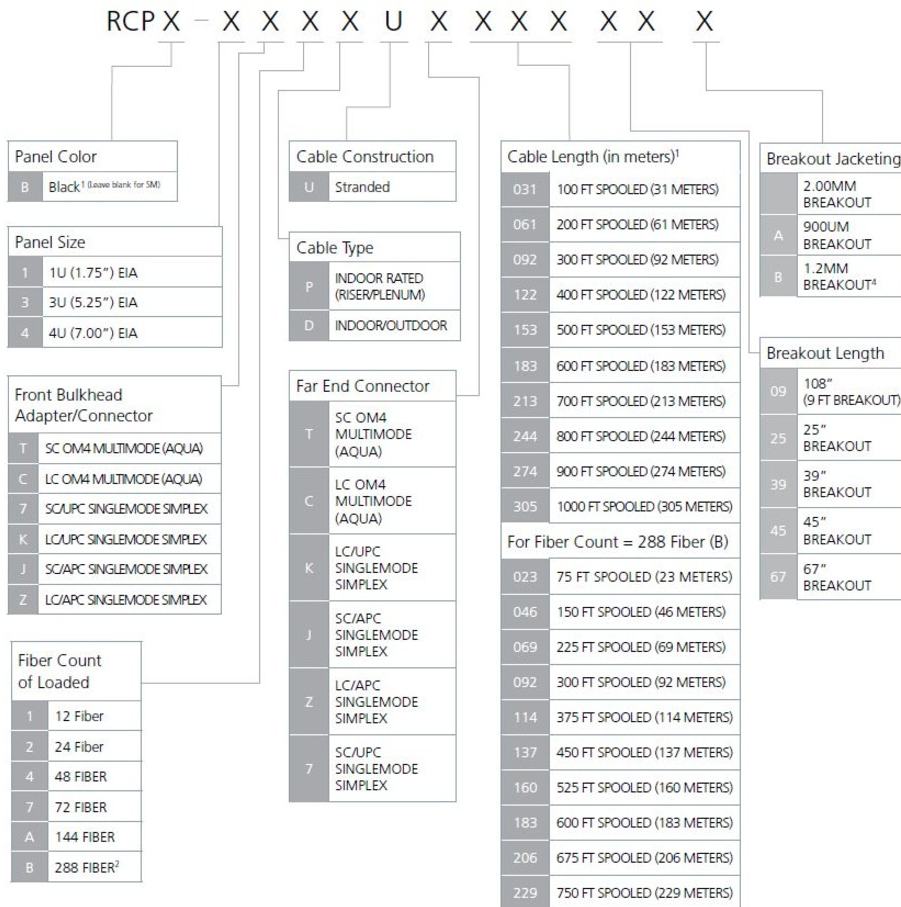 RCP X – X X X X U X X X X X X X
Panel Color
B Black¹ (Leave blank for SM)
Panel Size
1 1U (1.75") EIA
3 3U (5.25") EIA
4 4U (7.00") EIA
Front Bulkhead
Adapter/Connector
T SC OM4 MULTIMODE (AQUA)
C LC OM4 MULTIMODE (AQUA)
7 SC/UPC SINGLEMODE SIMPLEX
K LC/UPC SINGLEMODE SIMPLEX
J SC/APC SINGLEMODE SIMPLEX
Z LC/APC SINGLEMODE SIMPLEX
Fiber Count
of Loaded
1 12 Fiber
2 24 Fiber
4 48 FIBER
7 72 FIBER
A 144 FIBER
B 288 FIBER²
Cable Construction
U Stranded
Cable Type
P INDOOR RATED
(RISER/PLENUM)
D INDOOR/OUTDOOR
Far End Connector
T SC OM4
MULTIMODE
(AQUA)
C LC OM4
MULTIMODE
(AQUA)
K LC/UPC
SINGLEMODE
SIMPLEX
J SC/APC
SINGLEMODE
SIMPLEX
Z LC/APC
SINGLEMODE
SIMPLEX
7 SC/UPC
SINGLEMODE
SIMPLEX
Cable Length (in meters)¹
031 100 FT SPOOLED (31 METERS)
061 200 FT SPOOLED (61 METERS)
092 300 FT SPOOLED (92 METERS)
122 400 FT SPOOLED (122 METERS)
153 500 FT SPOOLED (153 METERS)
183 600 FT SPOOLED (183 METERS)
213 700 FT SPOOLED (213 METERS)
244 800 FT SPOOLED (244 METERS)
274 900 FT SPOOLED (274 METERS)
305 1000 FT SPOOLED (305 METERS)
For Fiber Count = 288 Fiber (B)
023 75 FT SPOOLED (23 METERS)
046 150 FT SPOOLED (46 METERS)
069 225 FT SPOOLED (69 METERS)
092 300 FT SPOOLED (92 METERS)
114 375 FT SPOOLED (114 METERS)
137 450 FT SPOOLED (137 METERS)
160 525 FT SPOOLED (160 METERS)
183 600 FT SPOOLED (183 METERS)
206 675 FT SPOOLED (206 METERS)
229 750 FT SPOOLED (229 METERS)
Breakout Jacketing
2.00MM
BREAKOUT
A 900UM
BREAKOUT
B 1.2MM
BREAKOUT⁴
Breakout Length
09 108"
(9 FT BREAKOUT)
25 25"
BREAKOUT
39 39"
BREAKOUT
45 45"
BREAKOUT
67 67"
BREAKOUT